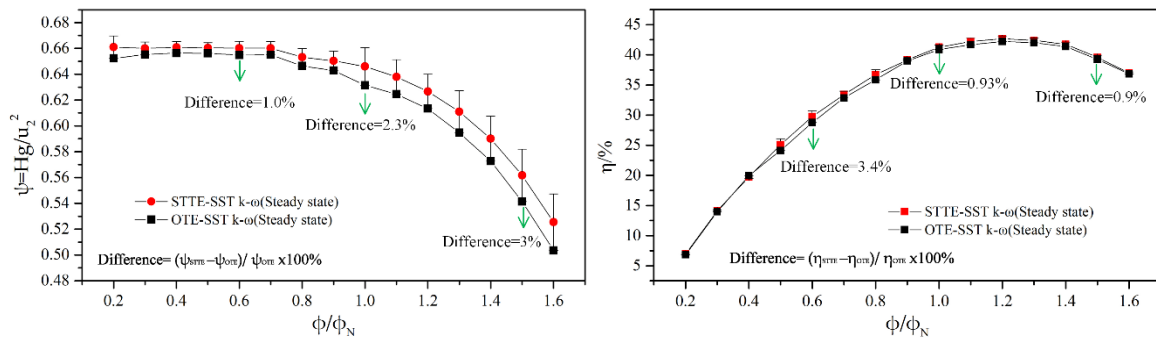 0.68
0.66
0.64
0.62
0.60
0.58
0.56
0.54
0.52
0.50
0.48
ψ=Hg/u₂²
Difference=1.0%
Difference=2.3%
Difference=3%
STTE-SST k-ω(Steady state)
OTE-SST k-ω(Steady state)
Difference= (ψSTTE−ψOTE)/ ψOTE x100%
0.2 0.4 0.6 0.8 1.0 1.2 1.4 1.6
ϕ/ϕN
45
40
35
30
25
20
15
10
5
η/%
Difference=0.93%
Difference=0.9%
Difference=3.4%
STTE-SST k-ω(Steady state)
OTE-SST k-ω(Steady state)
Difference= (ηSTTE−ηOTE)/ ηOTE x100%
0.2 0.4 0.6 0.8 1.0 1.2 1.4 1.6
ϕ/ϕN